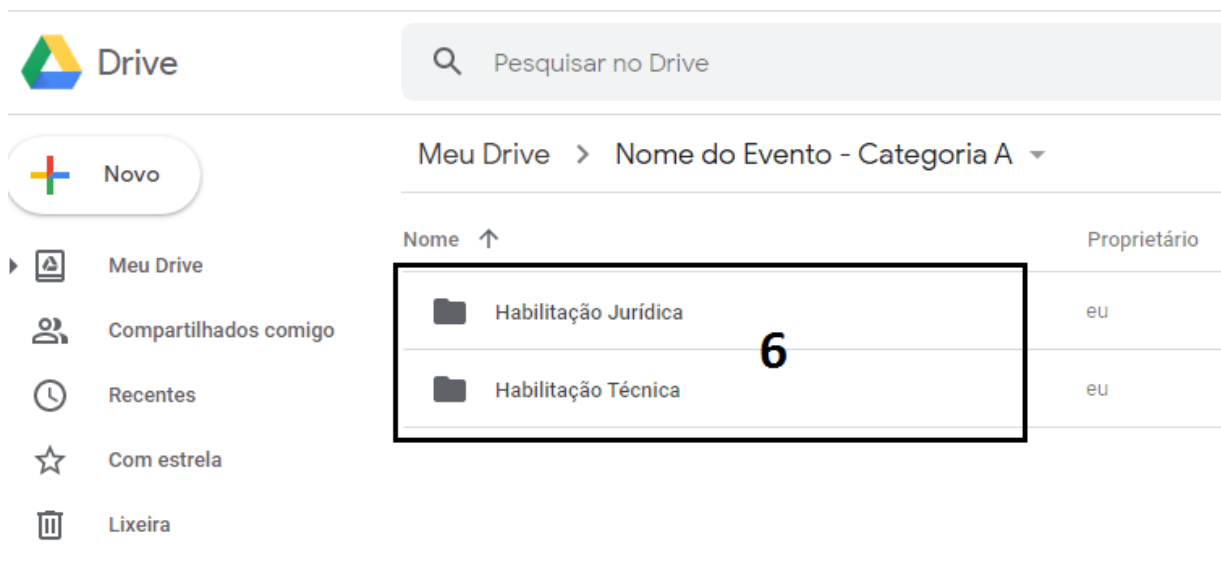 Drive
Pesquisar no Drive
Novo
Meu Drive > Nome do Evento - Categoria A
Nome ↑ Proprietário
Meu Drive
Compartilhados comigo
Recentes
Com estrela
Lixeira
Habilitação Jurídica eu
6
Habilitação Técnica eu